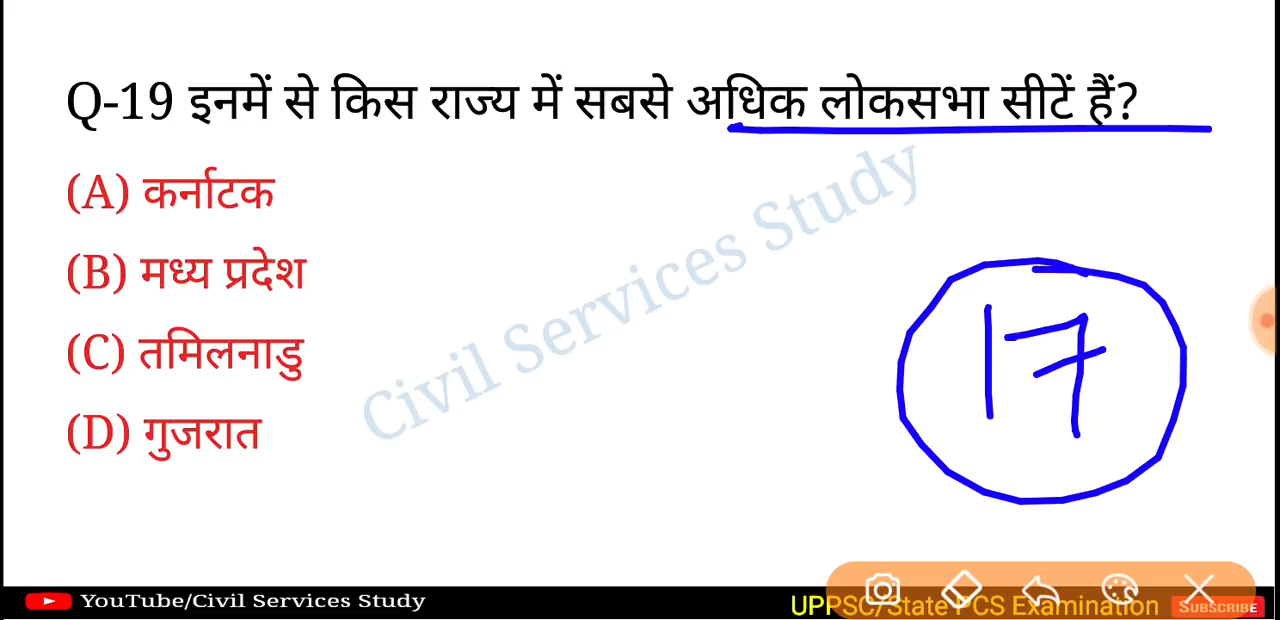 Q-19 इनमें से किस राज्य में सबसे अधिक लोकसभा सीटें हैं?
(A) कर्नाटक
(B) मध्य प्रदेश
(C) तमिलनाडु
(D) गुजरात
Civil Services Study
17
YouTube/Civil Services Study
UPPSC/State PCS Examination
SUBSCRIBE